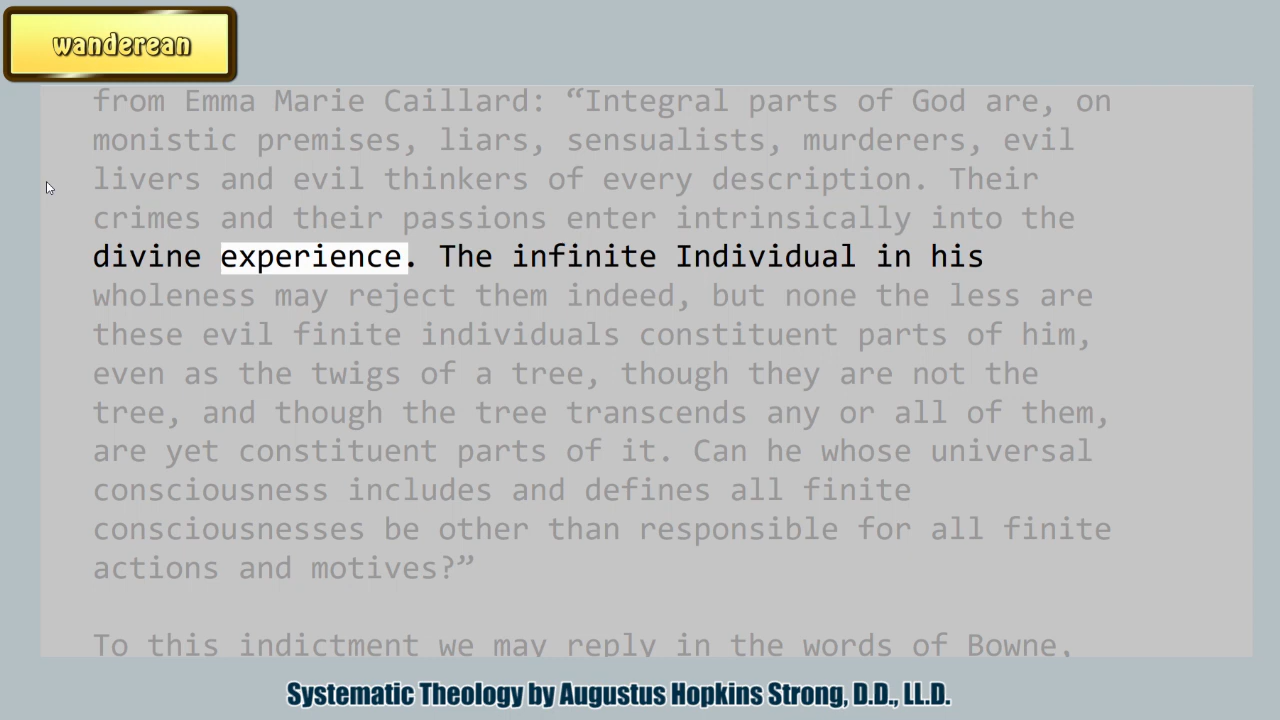 wanderean
from Emma Marie Caillard: “Integral parts of God are, on
monistic premises, liars, sensualists, murderers, evil
livers and evil thinkers of every description. Their
crimes and their passions enter intrinsically into the
divine experience. The infinite Individual in his
wholeness may reject them indeed, but none the less are
these evil finite individuals constituent parts of him,
even as the twigs of a tree, though they are not the
tree, and though the tree transcends any or all of them,
are yet constituent parts of it. Can he whose universal
consciousness includes and defines all finite
consciousnesses be other than responsible for all finite
actions and motives?”
To this indictment we may reply in the words of Bowne,
Systematic Theology by Augustus Hopkins Strong, D.D., LL.D.